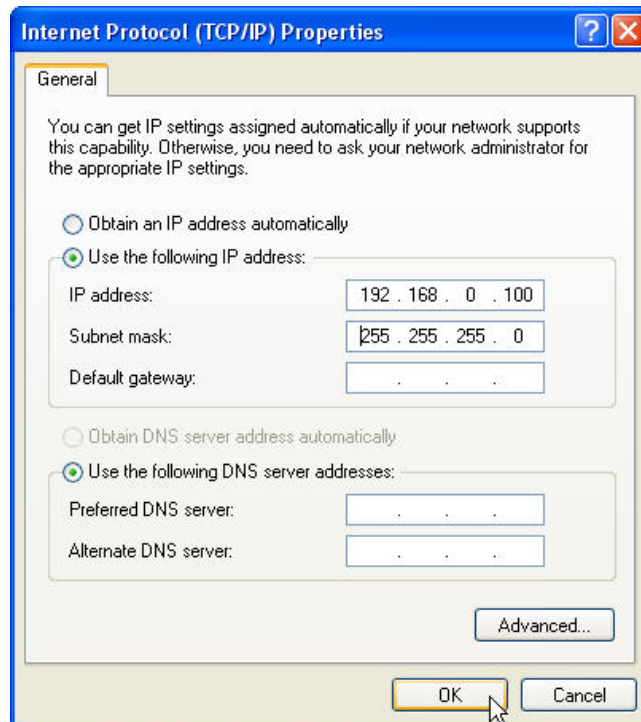 Internet Protocol (TCP/IP) Properties
General
You can get IP settings assigned automatically if your network supports
this capability. Otherwise, you need to ask your network administrator for
the appropriate IP settings.
Obtain an IP address automatically
Use the following IP address:
IP address: 192 . 168 . 0 . 100
Subnet mask: 255 . 255 . 255 . 0
Default gateway: . . .
Obtain DNS server address automatically
Use the following DNS server addresses:
Preferred DNS server: . . .
Alternate DNS server: . . .
Advanced...
OK Cancel